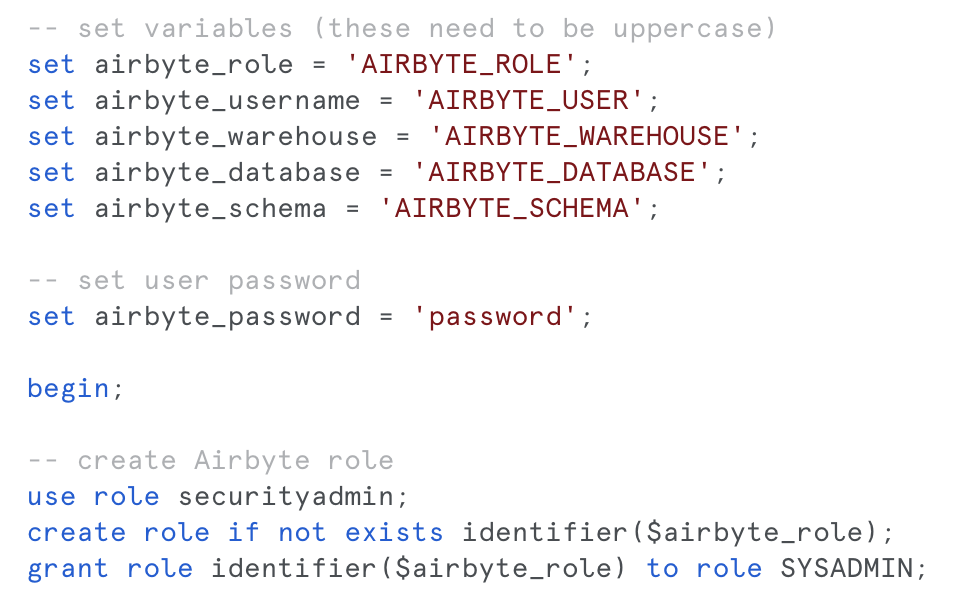 -- set variables (these need to be uppercase)
set airbyte_role = 'AIRBYTE_ROLE';
set airbyte_username = 'AIRBYTE_USER';
set airbyte_warehouse = 'AIRBYTE_WAREHOUSE';
set airbyte_database = 'AIRBYTE_DATABASE';
set airbyte_schema = 'AIRBYTE_SCHEMA';

-- set user password
set airbyte_password = 'password';

begin;

-- create Airbyte role
use role securityadmin;
create role if not exists identifier($airbyte_role);
grant role identifier($airbyte_role) to role SYSADMIN;